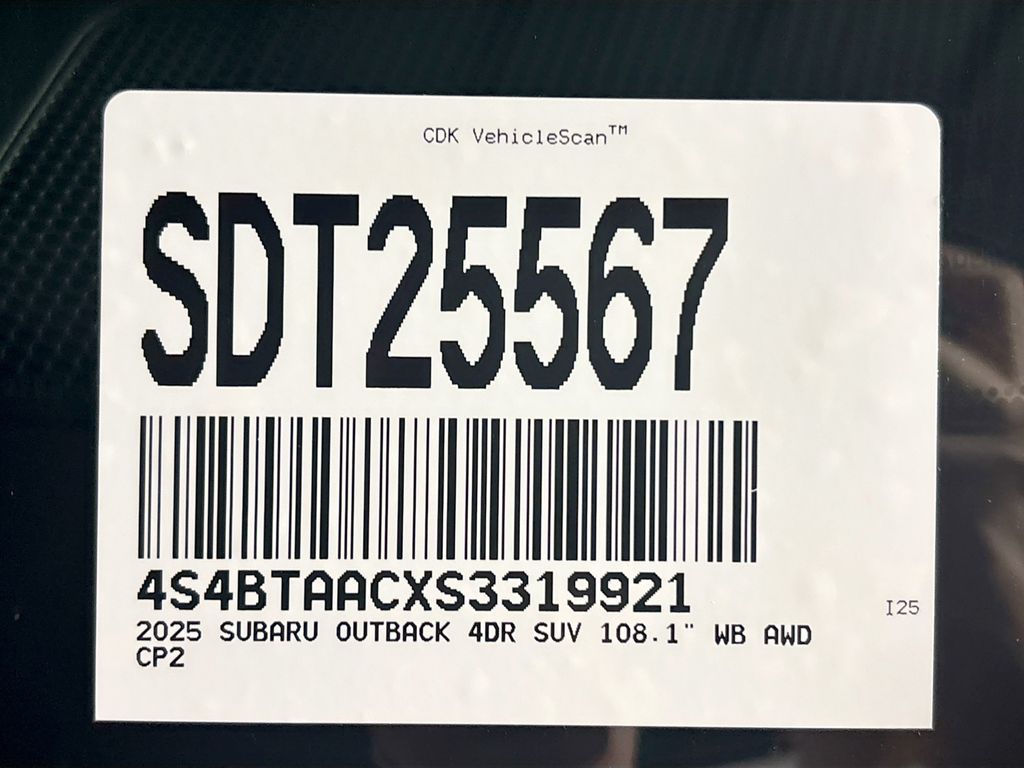 CDK VehicleScan™
SDT25567
4S4BTAACXS3319921
I25
2025 SUBARU OUTBACK 4DR SUV 108.1" WB AWD
CP2